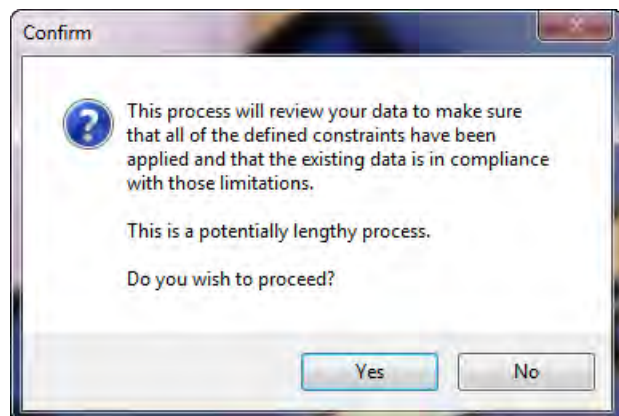 Confirm
This process will review your data to make sure
that all of the defined constraints have been
applied and that the existing data is in compliance
with those limitations.
This is a potentially lengthy process.
Do you wish to proceed?
Yes
No